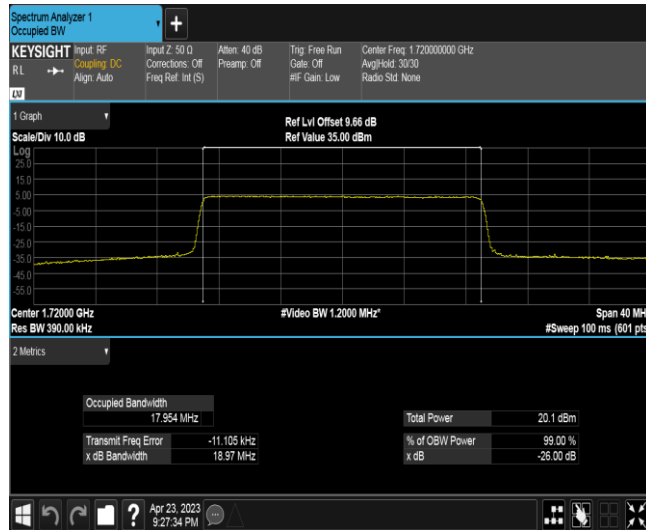 Spectrum Analyzer 1
Occupied BW
KEYSIGHT
RL
LXI
Input: RF
Coupling: DC
Align: Auto
Input Z: 50 Ω
Corrections: Off
Freq Ref: Int (S)
Atten: 40 dB
Preamp: Off
Trig: Free Run
Gate: Off
#IF Gain: Low
Center Freq: 1.720000000 GHz
Avg|Hold: 30/30
Radio Std: None
1 Graph
Scale/Div 10.0 dB
Ref Lvl Offset 9.66 dB
Ref Value 35.00 dBm
Log
25.0
15.0
5.00
-5.00
-15.0
-25.0
-35.0
-45.0
-55.0
Center 1.72000 GHz
Res BW 390.00 kHz
#Video BW 1.2000 MHz*
Span 40 MH
#Sweep 100 ms (601 pts
2 Metrics
Occupied Bandwidth
17.954 MHz
Transmit Freq Error -11.105 kHz
x dB Bandwidth 18.97 MHz
Total Power 20.1 dBm
% of OBW Power 99.00 %
x dB -26.00 dB
Apr 23, 2023
9:27:34 PM